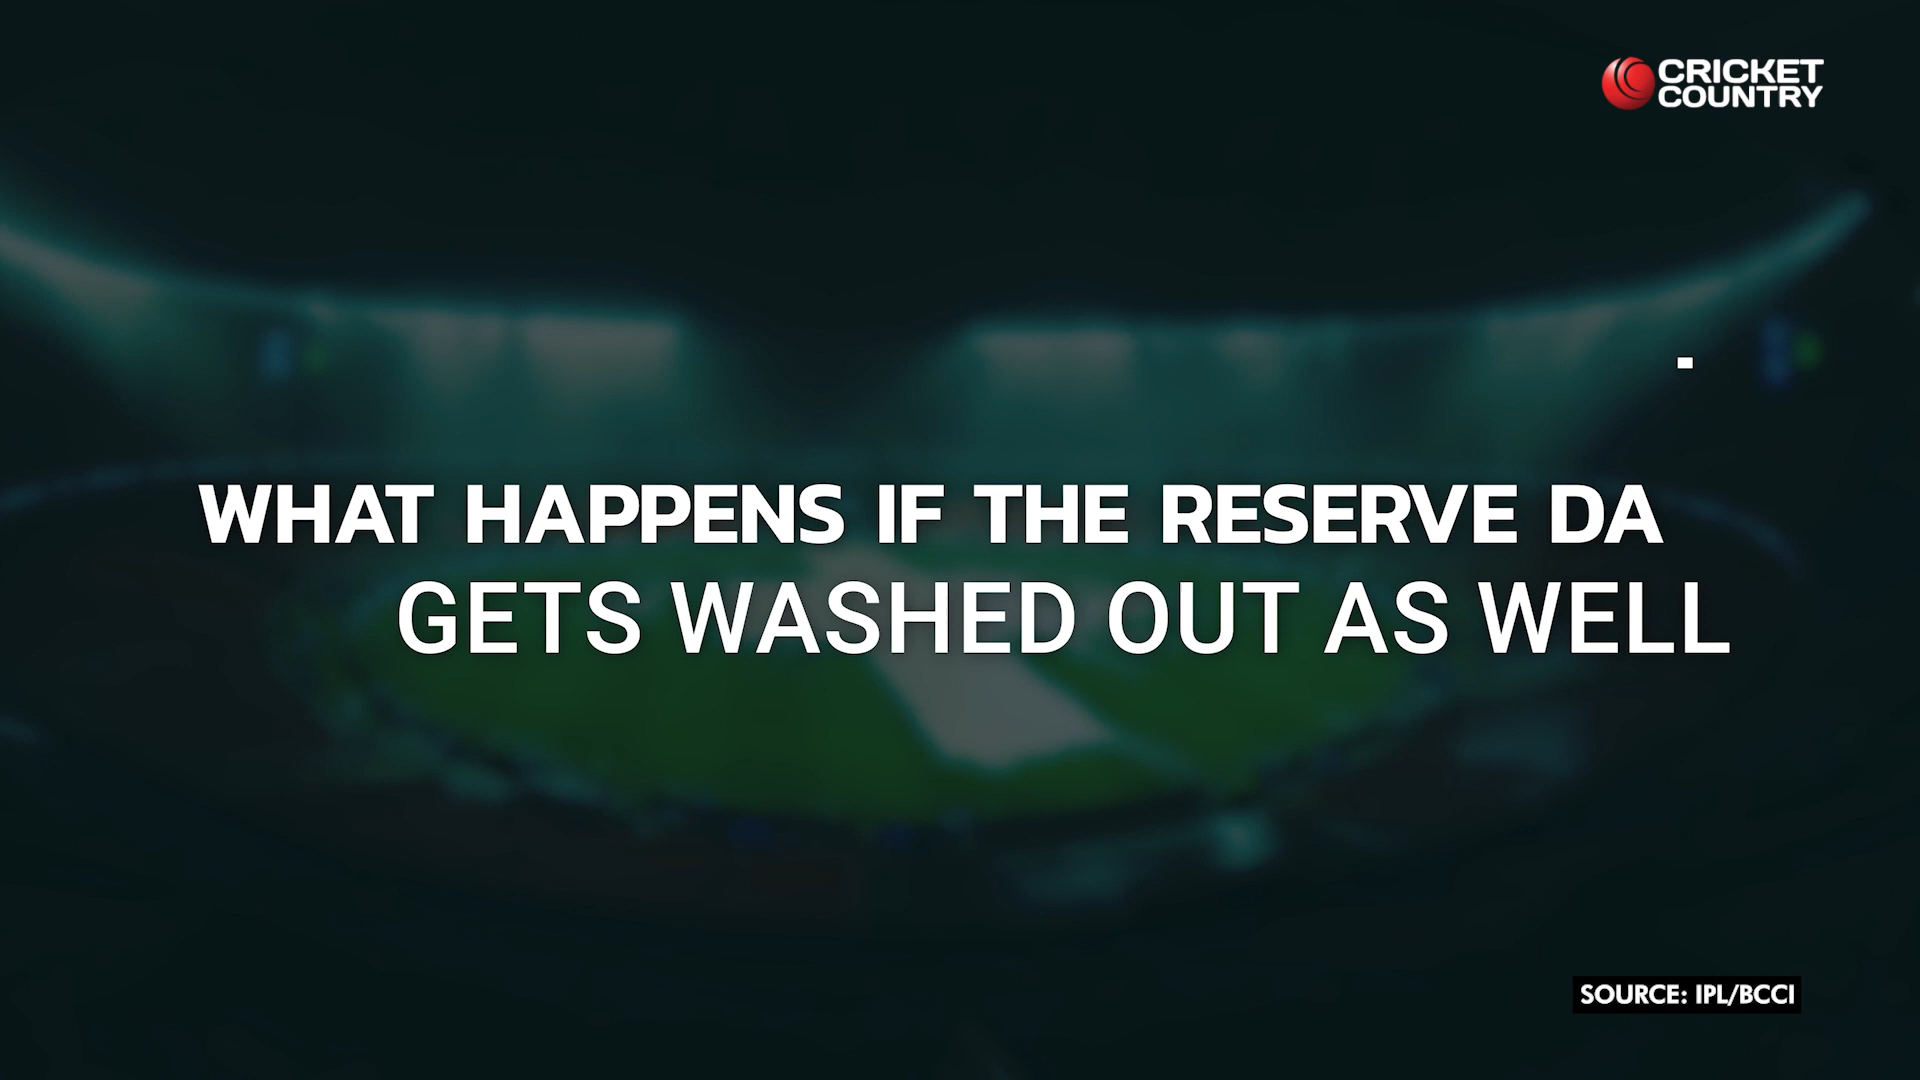 CRICKET
COUNTRY
WHAT HAPPENS IF THE RESERVE DA
GETS WASHED OUT AS WELL
SOURCE: IPL/BCCI